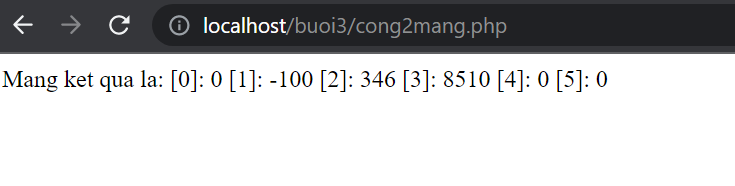 localhost/buoi3/cong2mang.php
Mang ket qua la: [0]: 0 [1]: -100 [2]: 346 [3]: 8510 [4]: 0 [5]: 0